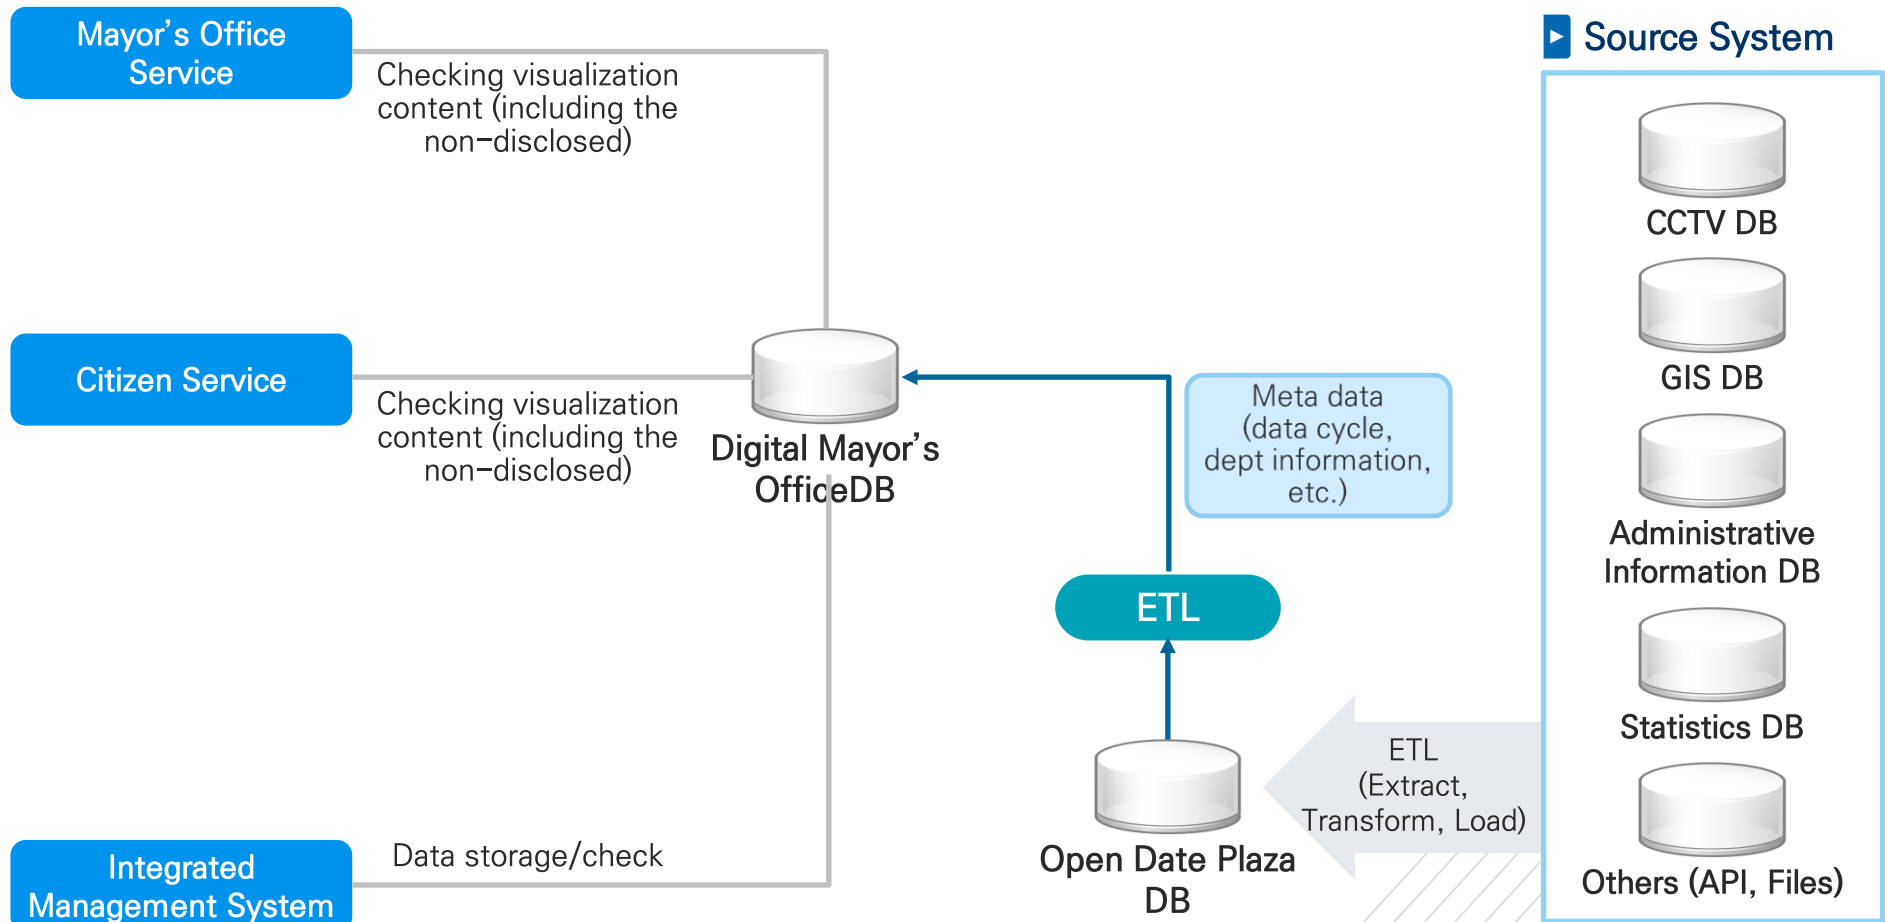 Mayor's Office
Service
Checking visualization
content (including the
non-disclosed)
Citizen Service
Checking visualization
content (including the
non-disclosed)
Integrated
Management System
Data storage/check
Digital Mayor's
OfficeDB
Meta data
(data cycle,
dept information,
etc.)
ETL
Open Date Plaza
DB
ETL
(Extract,
Transform, Load)
Source System
CCTV DB
GIS DB
Administrative
Information DB
Statistics DB
Others (API, Files)